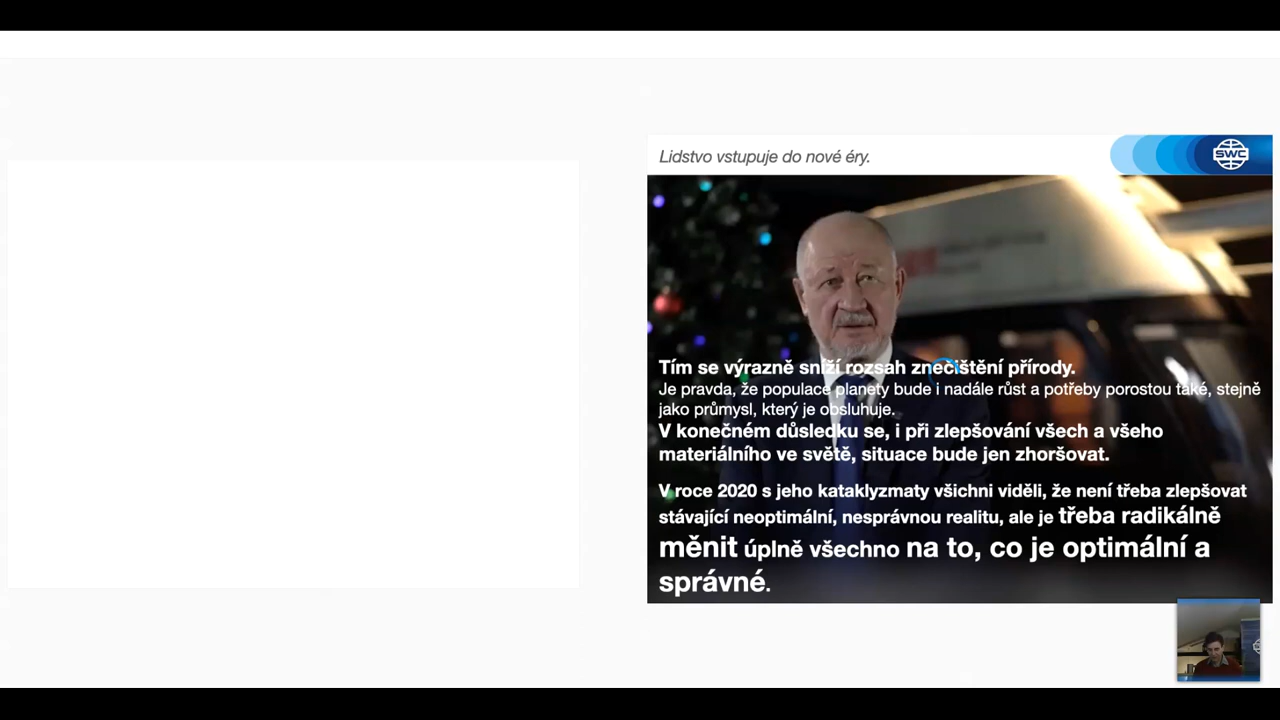 Lidstvo vstupuje do nové éry.
SWC
Tím se výrazně sníží rozsah znečištění přírody.
Je pravda, že populace planety bude i nadále růst a potřeby porostou také, stejně
jako průmysl, který je obsluhuje.
V konečném důsledku se, i při zlepšování všech a všeho
materiálního ve světě, situace bude jen zhoršovat.
V roce 2020 s jeho kataklyzmaty všichni viděli, že není třeba zlepšovat
stávající neoptimální, nesprávnou realitu, ale je třeba radikálně
měnit úplně všechno na to, co je optimální a
správné.